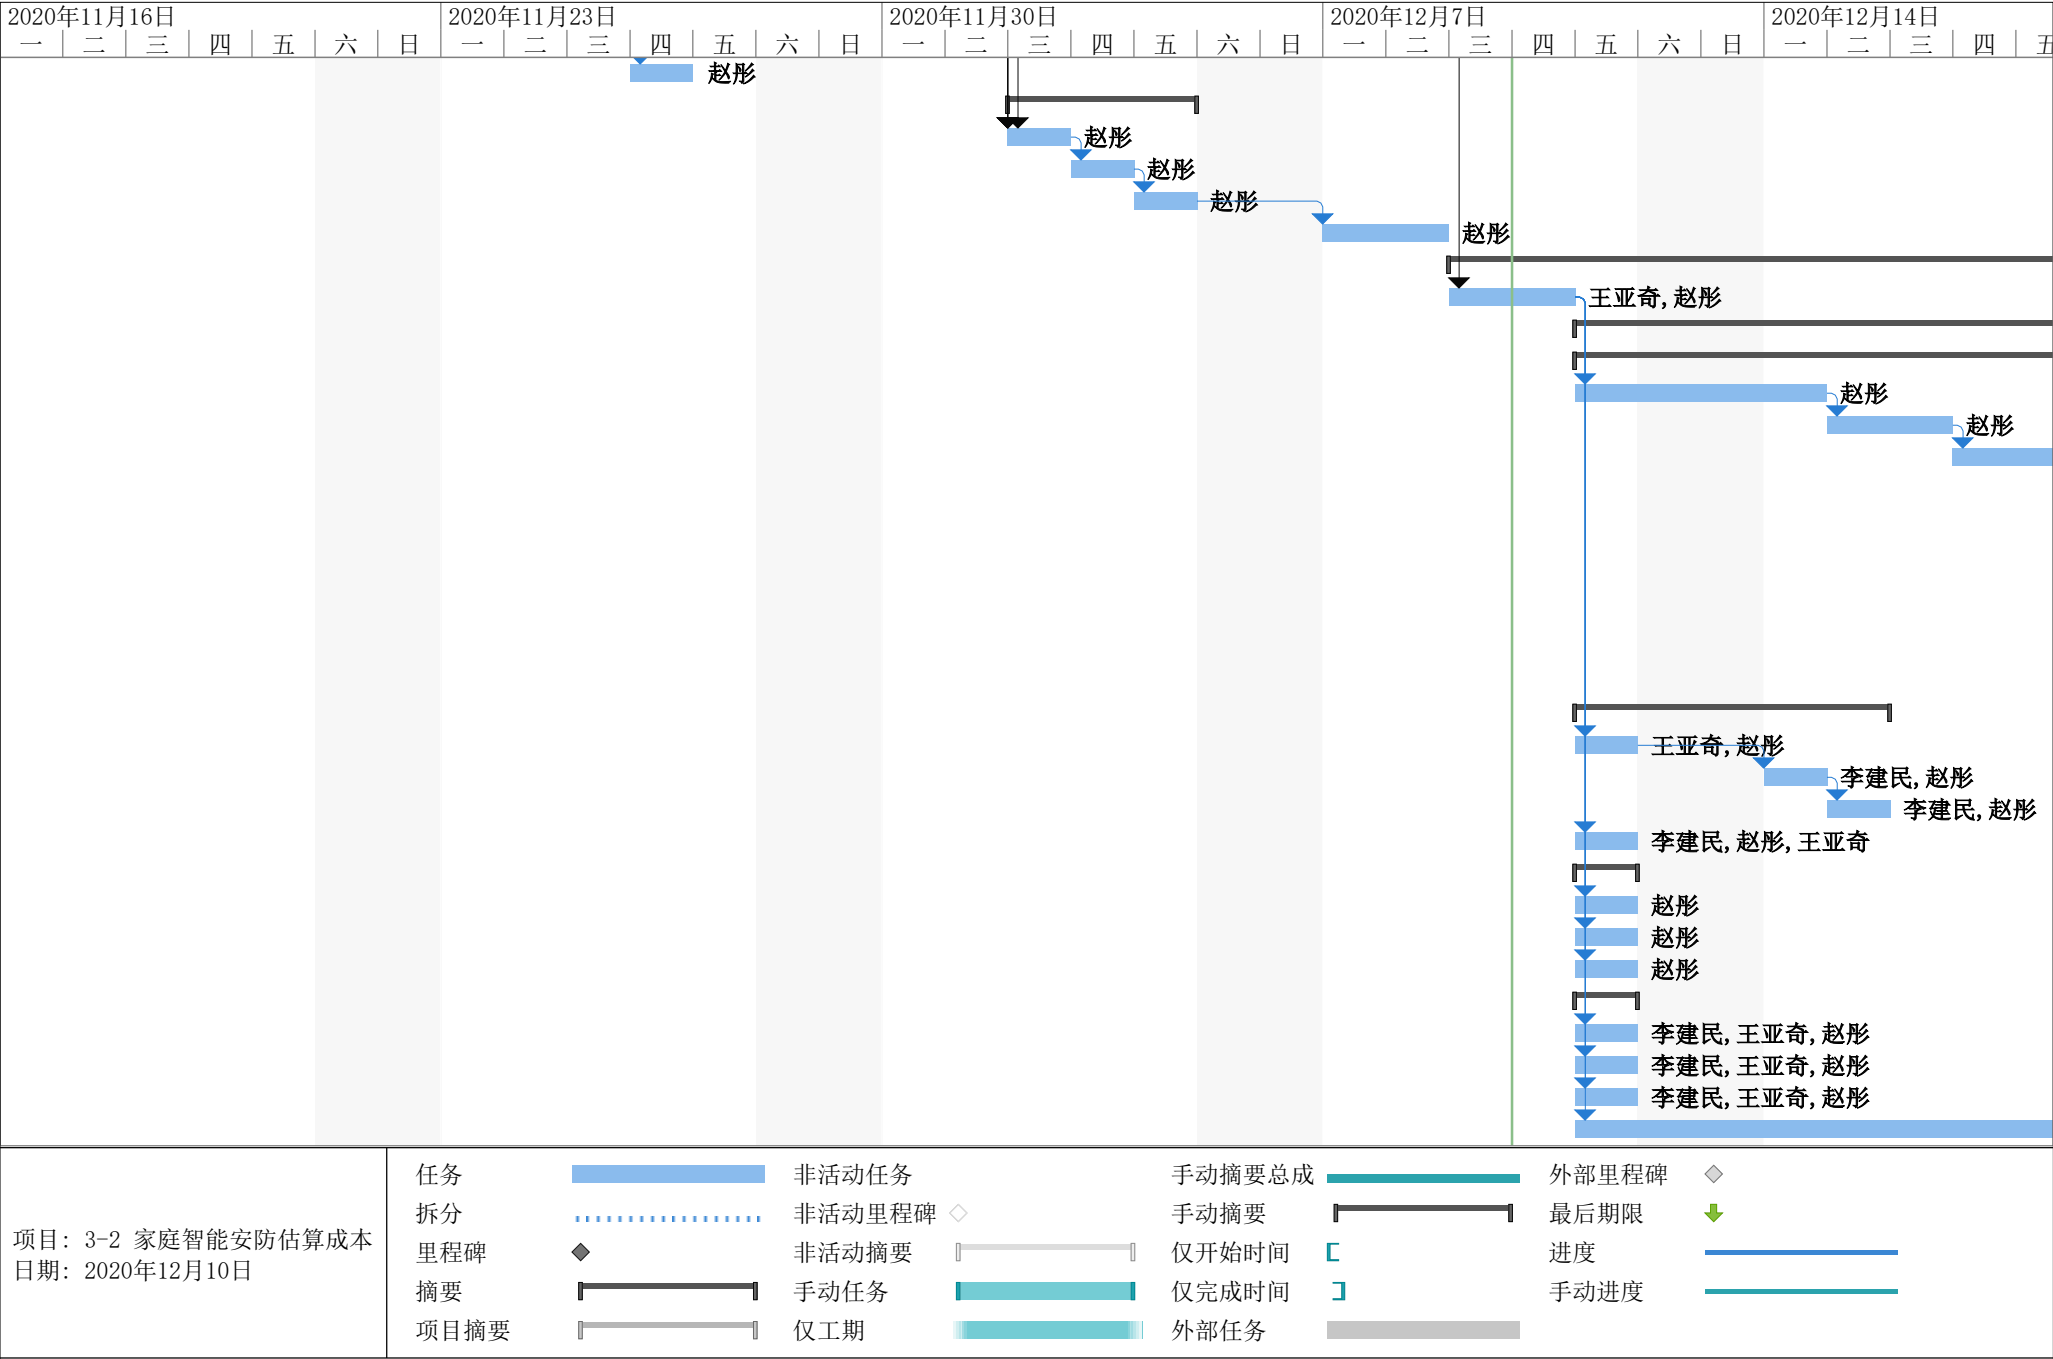 2020年11月16日 2020年11月23日 2020年11月30日 2020年12月7日 2020年12月14日
一 二 三 四 五 六 日 一 二 三 四 五 六 日 一 二 三 四 五 六 日 一 二 三 四 五 六 日 一 二 三 四 五
赵彤
赵彤
赵彤
赵彤
赵彤
王亚奇,赵彤
赵彤
赵彤
王亚奇,赵彤
李建民,赵彤
李建民,赵彤
李建民,赵彤,王亚奇
赵彤
赵彤
赵彤
李建民,王亚奇,赵彤
李建民,王亚奇,赵彤
李建民,王亚奇,赵彤
项目: 3-2 家庭智能安防估算成本
日期: 2020年12月10日
任务 非活动任务 手动摘要总成 外部里程碑
拆分 非活动里程碑 手动摘要 最后期限
里程碑 非活动摘要 仅开始时间 进度
摘要 手动任务 仅完成时间 手动进度
项目摘要 仅工期 外部任务